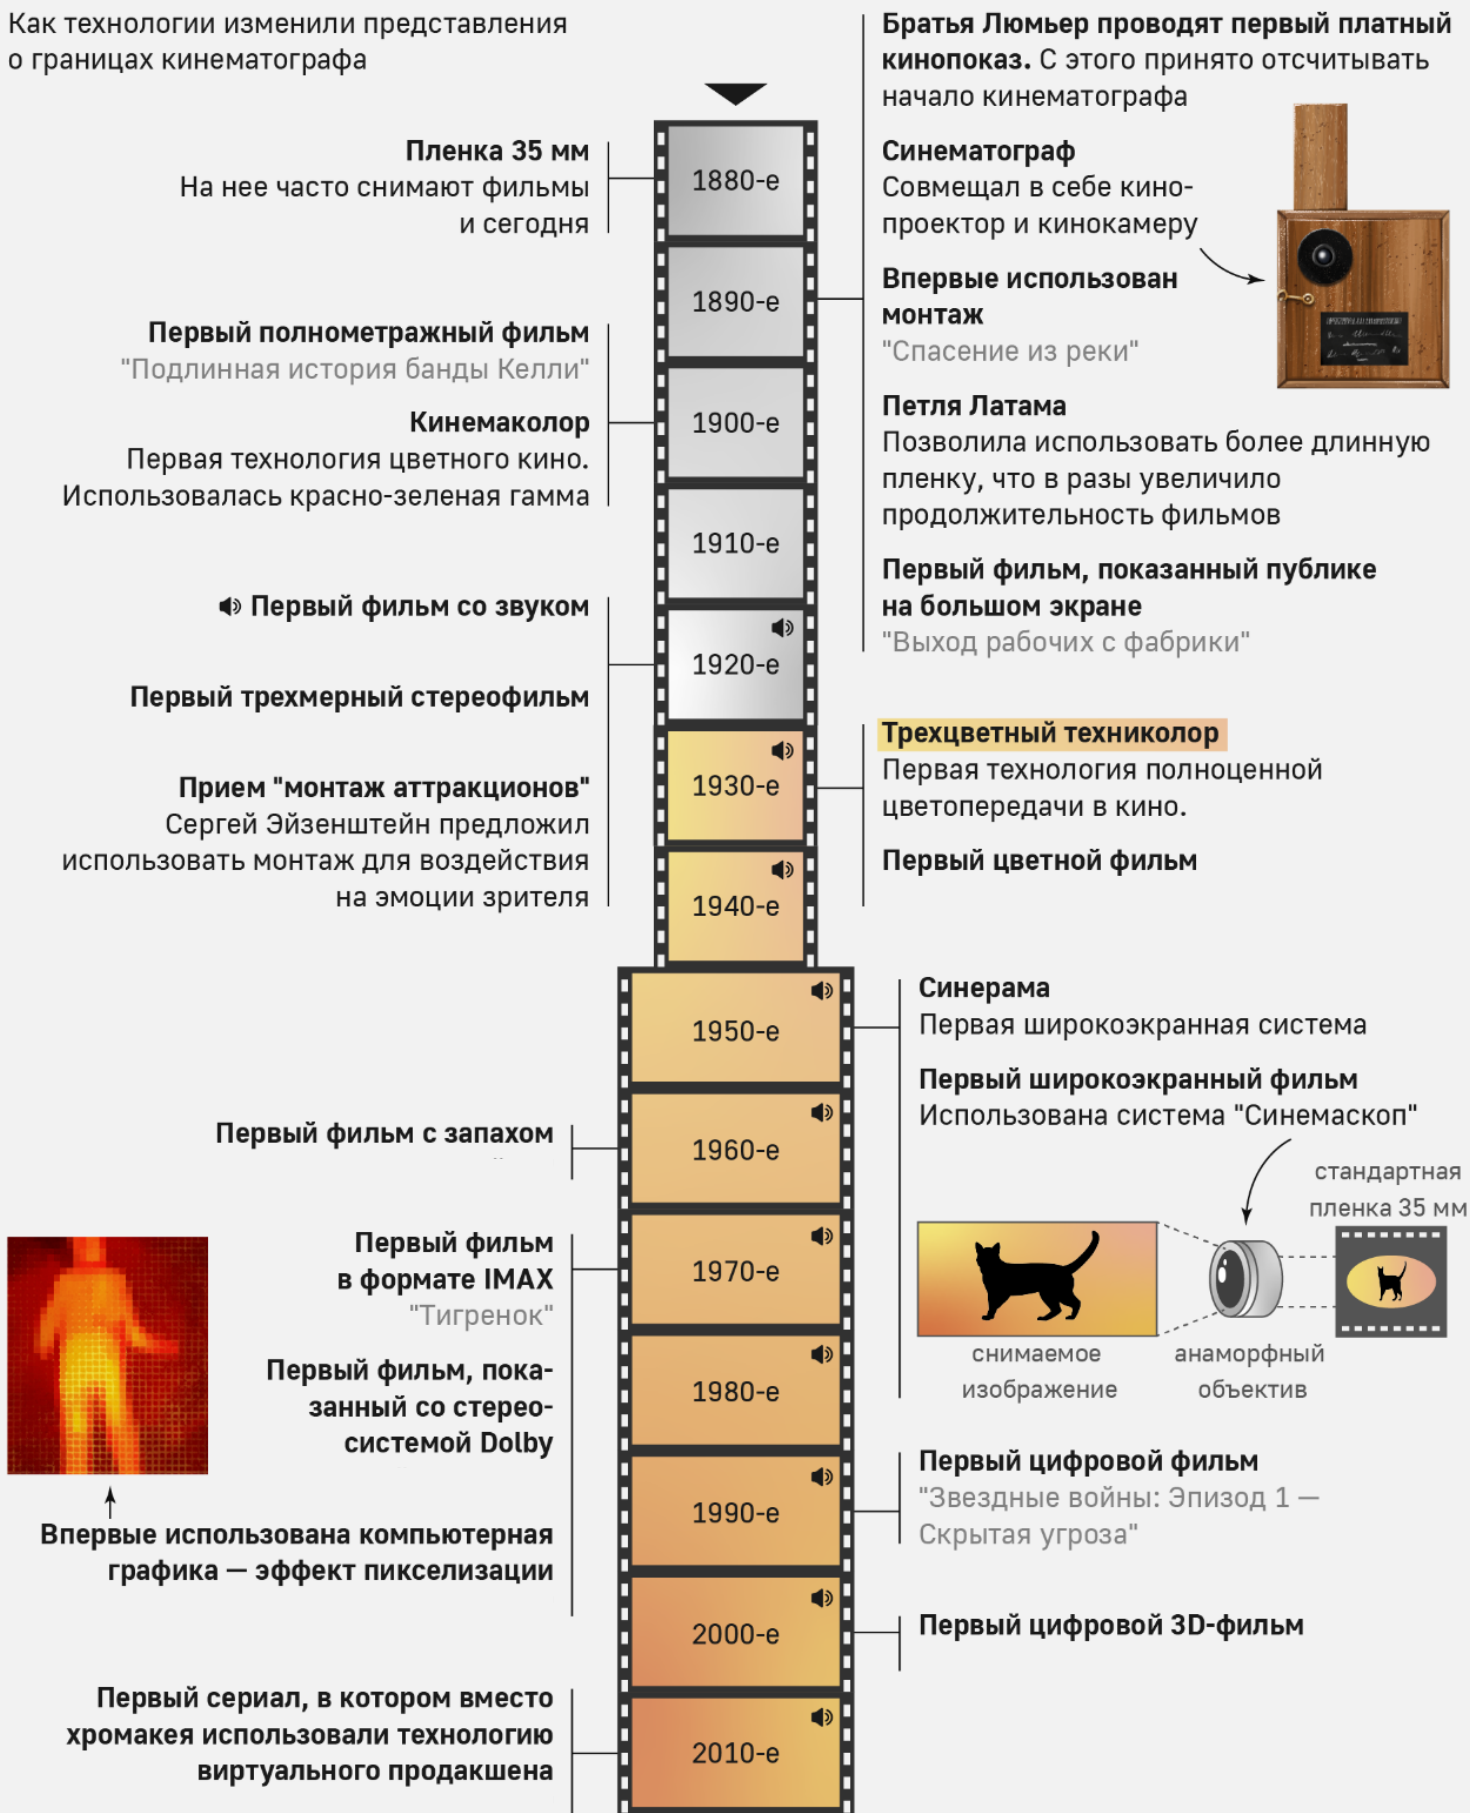 Как технологии изменили представления
о границах кинематографа
Братья Люмьер проводят первый платный
кинопоказ. С этого принято отсчитывать
начало кинематографа
1880-е
Пленка 35 мм
На нее часто снимают фильмы
и сегодня
Синематограф
Совмещал в себе кино-
проектор и кинокамеру
1890-е
Впервые использован
монтаж
"Спасение из реки"
Петля Латама
Позволила использовать более длинную
пленку, что в разы увеличило
продолжительность фильмов
Первый фильм, показанный публике
на большом экране
"Выход рабочих с фабрики"
Первый полнометражный фильм
"Подлинная история банды Келли"
1900-е
Кинемаколор
Первая технология цветного кино.
Использовалась красно-зеленая гамма
1910-е
Первый фильм со звуком
1920-е
Первый трехмерный стереофильм
Прием "монтаж аттракционов"
Сергей Эйзенштейн предложил
использовать монтаж для воздействия
на эмоции зрителя
1930-е
Трехцветный техниколор
Первая технология полноценной
цветопередачи в кино.
Первый цветной фильм
1940-е
1950-е
Синерама
Первая широкоэкранная система
Первый широкоэкранный фильм
Использована система "Синемаскоп"
стандартная
пленка 35 мм
снимаемое
изображение
анаморфный
объектив
1960-е
Первый фильм с запахом
1970-е
Первый фильм
в формате IMAX
"Тигренок"
Первый фильм, пока-
занный со стерео-
системой Dolby
Впервые использована компьютерная
графика — эффект пикселизации
1980-е
1990-е
Первый цифровой фильм
"Звездные войны: Эпизод 1 —
Скрытая угроза"
2000-е
Первый цифровой 3D-фильм
2010-е
Первый сериал, в котором вместо
хромакея использовали технологию
виртуального продакшена